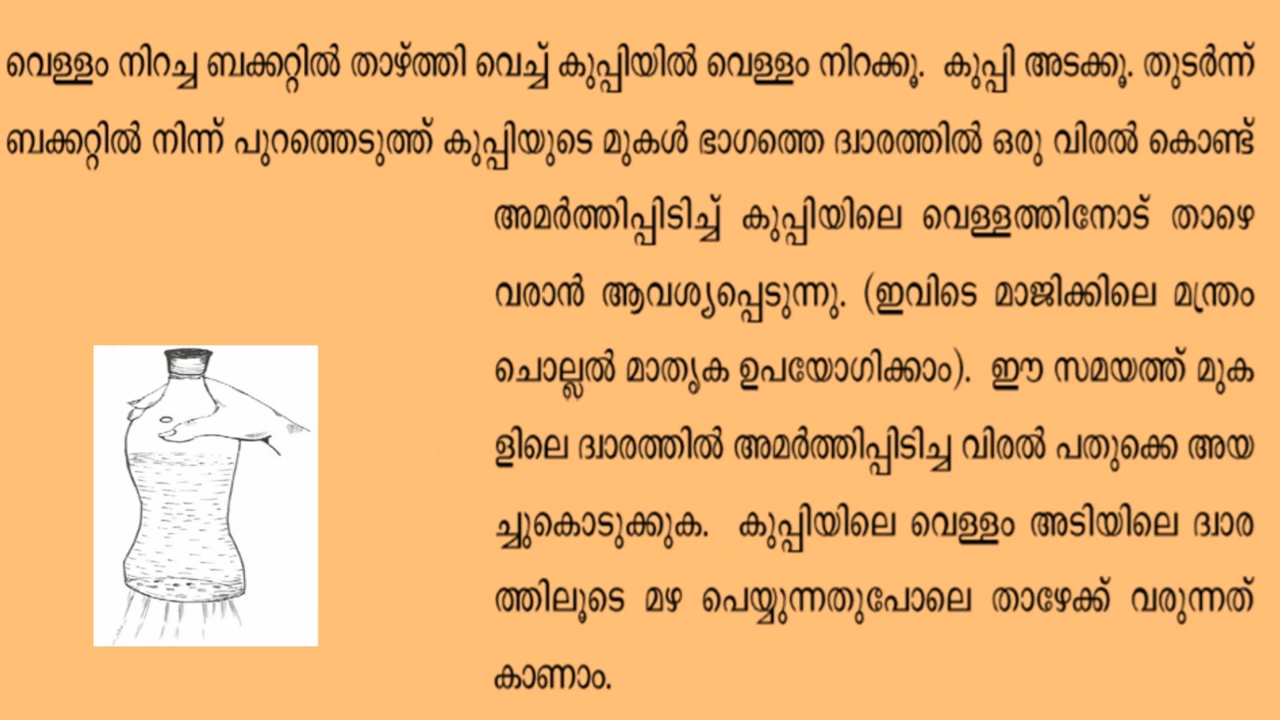 വെള്ളം നിറച്ച ബക്കറ്റിൽ താഴ്ത്തി വെച്ച് കുപ്പിയിൽ വെള്ളം നിറക്കൂ. കുപ്പി അടക്കൂ. തുടർന്ന്
ബക്കറ്റിൽ നിന്ന് പുറത്തെടുത്ത് കുപ്പിയുടെ മുകൾ ഭാഗത്തെ ദ്വാരത്തിൽ ഒരു വിരൽ കൊണ്ട്
അമർത്തിപ്പിടിച്ച് കുപ്പിയിലെ വെള്ളത്തിനോട് താഴെ
വരാൻ ആവശ്യപ്പെടുന്നു. (ഇവിടെ മാജിക്കിലെ മന്ത്രം
ചൊല്ലൽ മാതൃക ഉപയോഗിക്കാം). ഈ സമയത്ത് മുക
ളിലെ ദ്വാരത്തിൽ അമർത്തിപ്പിടിച്ച വിരൽ പതുക്കെ അയ
ച്ചുകൊടുക്കുക. കുപ്പിയിലെ വെള്ളം അടിയിലെ ദ്വാര
ത്തിലൂടെ മഴ പെയ്യുന്നതുപോലെ താഴേക്ക് വരുന്നത്
കാണാം.